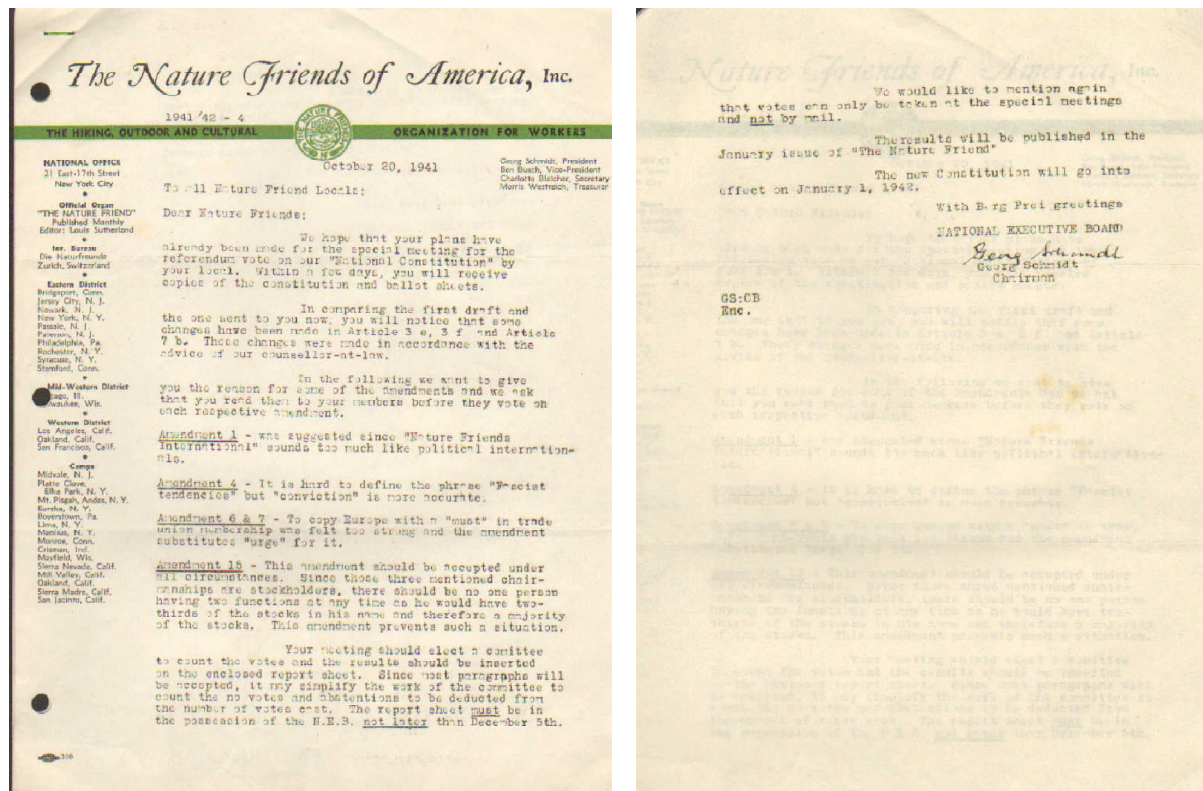 The Nature Friends of America, Inc.
1941 '42 - 4
THE HIKING, OUTDOOR AND CULTURAL ORGANIZATION FOR WORKERS
NATIONAL OFFICE
21 East-17th Street
New York City
Official Organ
"THE NATURE FRIEND"
Published Monthly
Editor: Louis Sutherland
Int. Bureau
Die Naturfreunde
Zurich, Switzerland
Eastern District
Bridgeport, Conn.
Jersey City, N. J.
Newark, N. J.
New York, N. Y.
Passaic, N. J.
Paterson, N. J.
Philadelphia, Pa.
Rochester, N. Y.
Syracuse, N. Y.
Stamford, Conn.
Mid-Western District
Milwaukee, Wis.
Western District
Los Angeles, Calif.
Oakland, Calif.
San Francisco, Calif.
Camps
Midvale, N. J.
Platte Clove,
Elka Park, N. Y.
Mt. Pisgah, Andes, N. Y.
Eureka, N. Y.
Boyerstown, Pa.
Lima, N. Y.
Manlius, N. Y.
Monroe, Conn.
Crisman, Ind.
Mayfield, Wis.
Sierra Nevada, Calif.
Mill Valley, Calif.
Oakland, Calif.
Sierra Madre, Calif.
San Jacinto, Calif.
316
Georg Schmidt, President
Ben Busch, Vice-President
Charlotte Bleicher, Secretary
Morris Westreich, Treasurer
October 20, 1941
To all Nature Friend Locals:
Dear Nature Friends:
We hope that your plans have
already been made for the special meeting for the
referendum vote on our "National Constitution" by
your local. Within a few days, you will receive
copies of the constitution and ballot sheets.
In comparing the first draft and
the one sent to you now, you will notice that some
changes have been made in Article 3 e, 3 f and Article
7 b. These changes were made in accordance with the
advice of our counsellor-at-law.
In the following we want to give
you the reason for some of the amendments and we ask
that you read them to your members before they vote on
each respective amendment.
Amendment 1 - was suggested since "Nature Friends
International" sounds too much like political internation-
als.
Amendment 4 - It is hard to define the phrase "Fascist
tendencies" but "conviction" is more accurate.
Amendment 6 & 7 - To copy Europe with a "must" in trade
union membership was felt too strong and the amendment
substitutes "urge" for it.
Amendment 15 - This amendment should be accepted under
all circumstances. Since those three mentioned chair-
manships are stockholders, there should be no one person
having two functions at any time as he would have two-
thirds of the stocks in his name and therefore a majority
of the stocks. This amendment prevents such a situation.
Your meeting should elect a comittee
to count the votes and the results should be inserted
on the enclosed report sheet. Since most paragraphs will
be accepted, it may simplify the work of the committee to
count the no votes and abstentions to be deducted from
the number of votes cast. The report sheet must be in
the possession of the N.E.B. not later than December 5th.
We would like to mention again
that votes can only be taken at the special meetings
and not by mail.
Theresults will be published in the
January issue of "The Nature Friend"
The new Constitution will go into
effect on January 1, 1942.
With Berg Frei greetings
NATIONAL EXECUTIVE BOARD
Georg Schmidt
Georg Schmidt
Chairman
GS:CB
Enc.